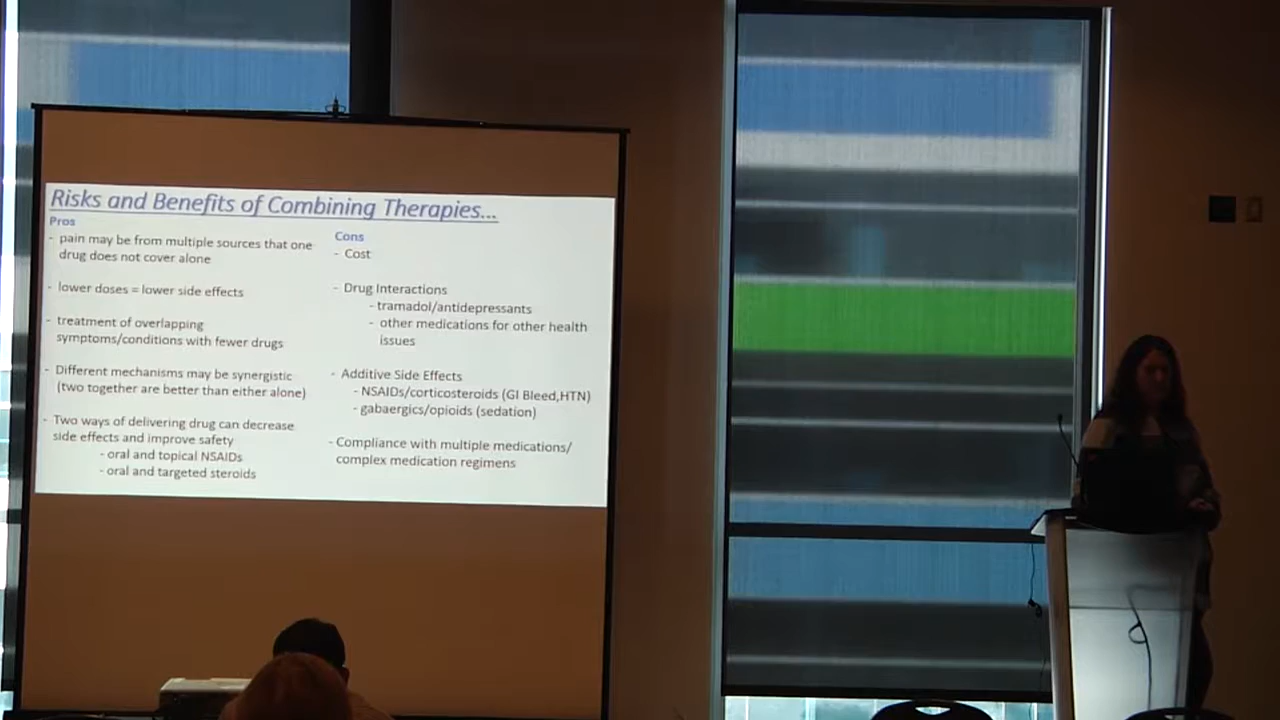 Risks and Benefits of Combining Therapies...
Pros
- pain may be from multiple sources that one
drug does not cover alone
- lower doses = lower side effects
- treatment of overlapping
symptoms/conditions with fewer drugs
- Different mechanisms may be synergistic
(two together are better than either alone)
- Two ways of delivering drug can decrease
side effects and improve safety
- oral and topical NSAIDs
- oral and targeted steroids
Cons
- Cost
- Drug Interactions
- tramadol/antidepressants
- other medications for other health
issues
- Additive Side Effects
- NSAIDs/corticosteroids (GI Bleed,HTN)
- gabaergics/opioids (sedation)
- Compliance with multiple medications/
complex medication regimens